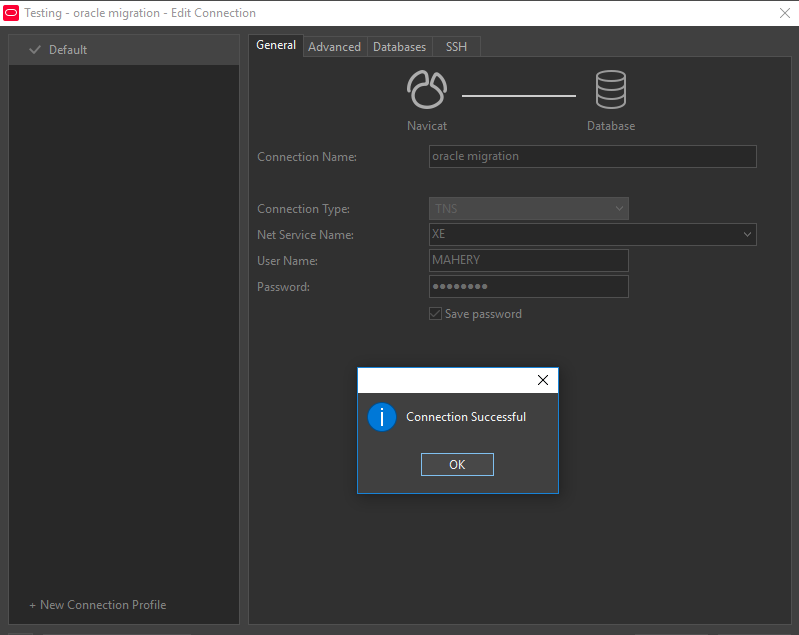 Testing - oracle migration - Edit Connection
Default
General Advanced Databases SSH
Navicat Database
Connection Name: oracle migration
Connection Type: TNS
Net Service Name: XE
User Name: MAHERY
Password: ●●●●●●●●
Save password
Connection Successful
OK
+ New Connection Profile